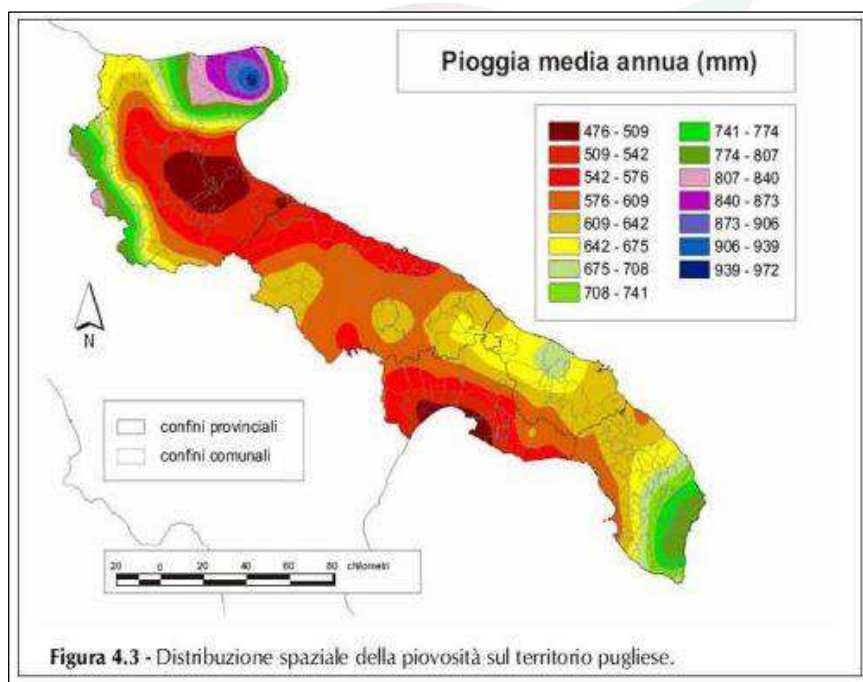 Pioggia media annua (mm)
476 - 509
509 - 542
542 - 576
576 - 609
609 - 642
642 - 675
675 - 708
708 - 741
741 - 774
774 - 807
807 - 840
840 - 873
873 - 906
906 - 939
939 - 972
N
confini provinciali
confini comunali
20 0 20 40 60 80 chilometri
Figura 4.3 - Distribuzione spaziale della piovosità sul territorio pugliese.